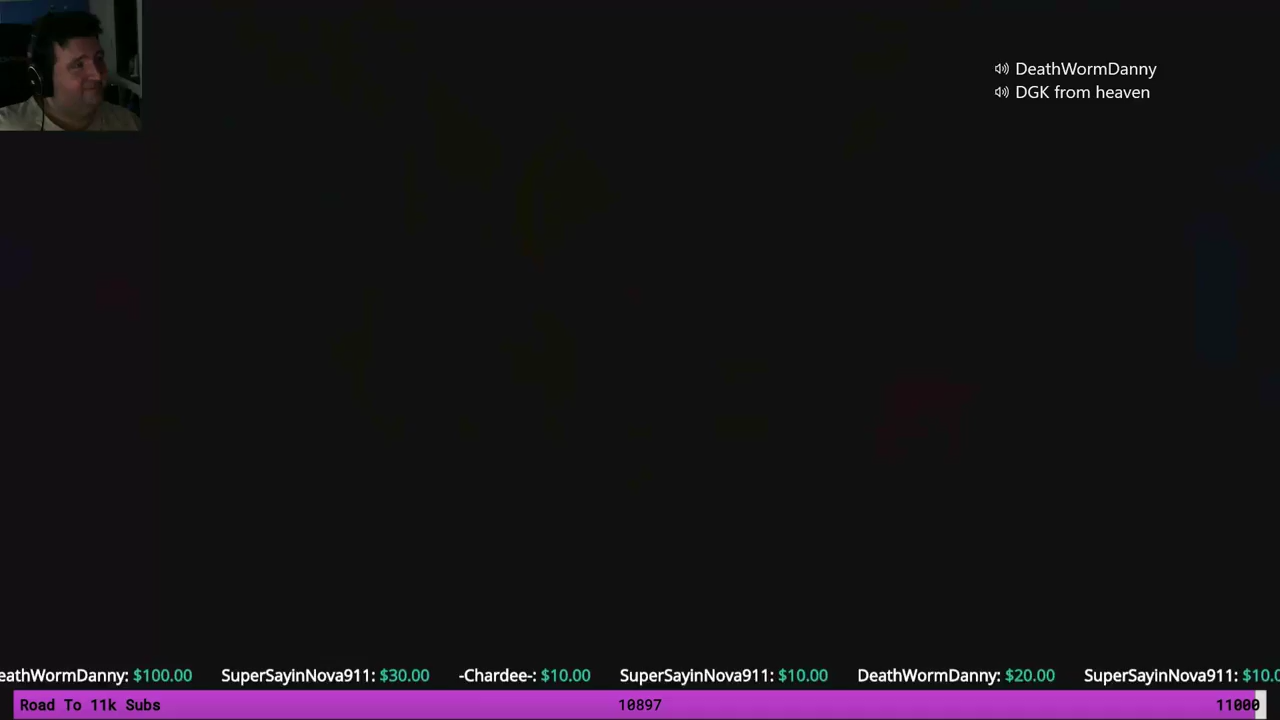 DeathWormDanny
DGK from heaven
eathWormDanny: $100.00 SuperSayinNova911: $30.00 -Chardee-: $10.00 SuperSayinNova911: $10.00 DeathWormDanny: $20.00 SuperSayinNova911: $10.0
Road To 11k Subs 10897 11000